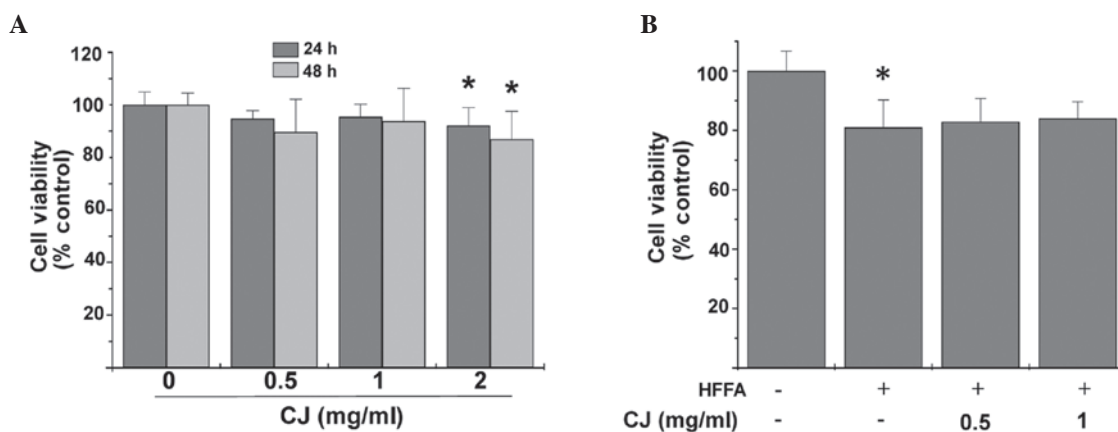 A
Cell viability
(% control)
120
100
80
60
40
20
24 h
48 h
* *
0 0.5 1 2
CJ (mg/ml)
B
Cell viability
(% control)
100
80
60
40
20
*
HFFA - + + +
CJ (mg/ml) - - 0.5 1